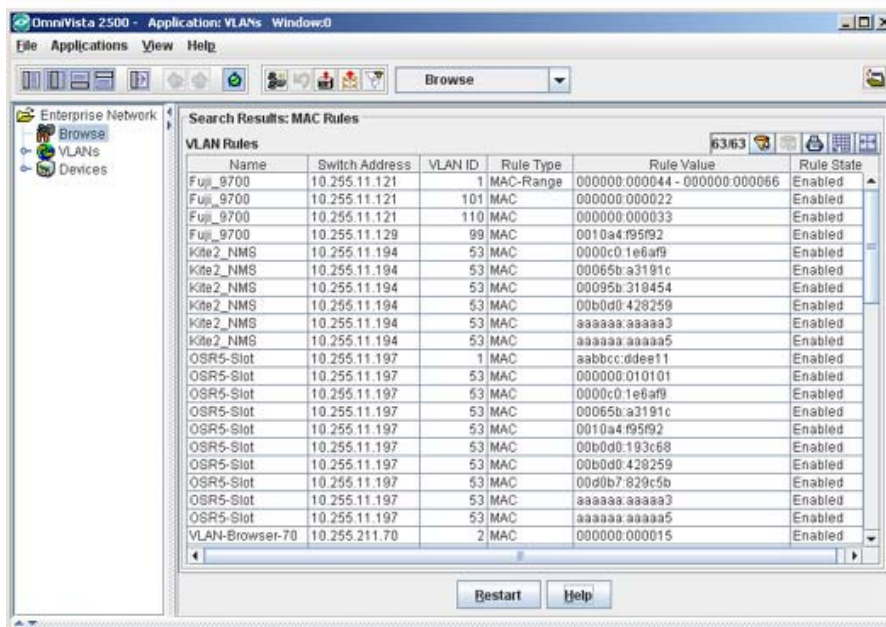 OmniVista 2500 - Application: VLANs Window:0
File Applications View Help
Browse
Enterprise Network
Browse
VLANs
Devices
Search Results: MAC Rules
VLAN Rules 63/63
Name Switch Address VLAN ID Rule Type Rule Value Rule State
Fuji_9700 10.255.11.121 1 MAC-Range 000000:000044 - 000000:000066 Enabled
Fuji_9700 10.255.11.121 101 MAC 000000:000022 Enabled
Fuji_9700 10.255.11.121 110 MAC 000000:000033 Enabled
Fuji_9700 10.255.11.129 99 MAC 0010a4:f95f92 Enabled
Kite2_NMS 10.255.11.194 53 MAC 0000c0:1e6af9 Enabled
Kite2_NMS 10.255.11.194 53 MAC 00065b:a3191c Enabled
Kite2_NMS 10.255.11.194 53 MAC 00095b:318454 Enabled
Kite2_NMS 10.255.11.194 53 MAC 00b0d0:428259 Enabled
Kite2_NMS 10.255.11.194 53 MAC aaaaaa:aaaaa3 Enabled
Kite2_NMS 10.255.11.194 53 MAC aaaaaa:aaaaa5 Enabled
OSR5-Slot 10.255.11.197 1 MAC aabbcc:ddee11 Enabled
OSR5-Slot 10.255.11.197 53 MAC 000000:010101 Enabled
OSR5-Slot 10.255.11.197 53 MAC 0000c0:1e6af9 Enabled
OSR5-Slot 10.255.11.197 53 MAC 00065b:a3191c Enabled
OSR5-Slot 10.255.11.197 53 MAC 0010a4:f95f92 Enabled
OSR5-Slot 10.255.11.197 53 MAC 00b0d0:193c68 Enabled
OSR5-Slot 10.255.11.197 53 MAC 00b0d0:428259 Enabled
OSR5-Slot 10.255.11.197 53 MAC 00d0b7:829c5b Enabled
OSR5-Slot 10.255.11.197 53 MAC aaaaaa:aaaaa3 Enabled
OSR5-Slot 10.255.11.197 53 MAC aaaaaa:aaaaa5 Enabled
VLAN-Browser-70 10.255.211.70 2 MAC 000000:000015 Enabled
Restart Help